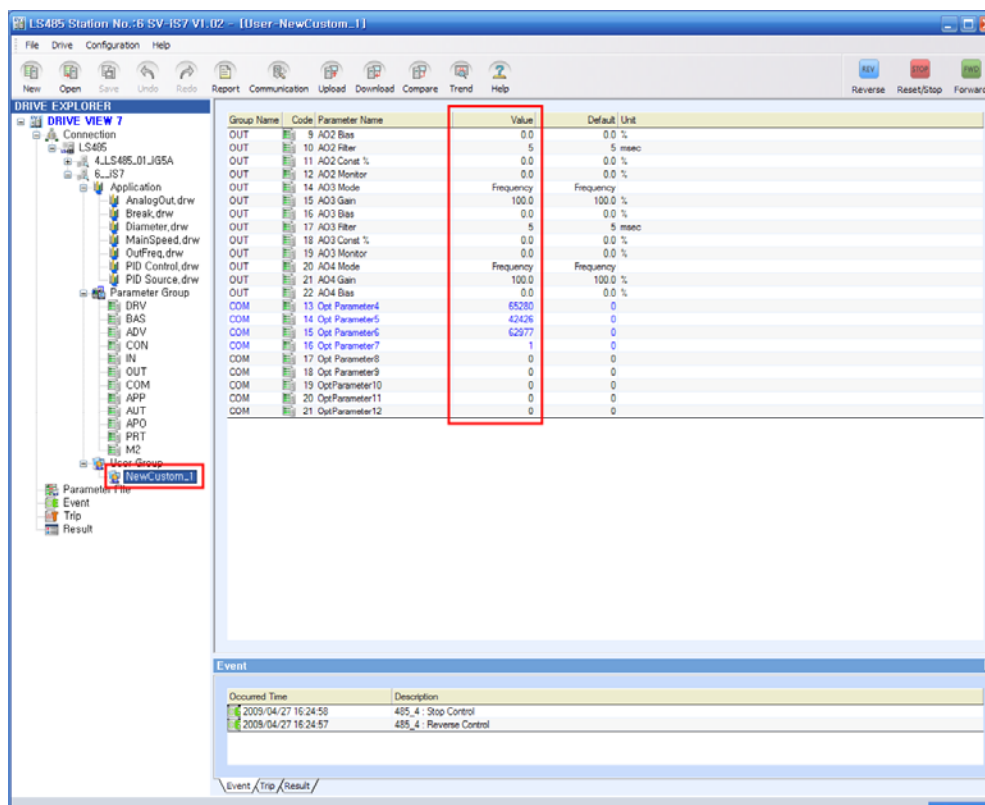 LS485 Station No.:6 SV-iS7 V1.02 - [User-NewCustom_1]
File Drive Configuration Help
New Open Save Undo Redo Report Communication Upload Download Compare Trend Help Reverse Reset/Stop Forward
REV STOP FWD
DRIVE EXPLORER
DRIVE VIEW 7
Connection
LS485
4_LS485_01_iG5A
6__iS7
Application
AnalogOut.drw
Break.drw
Diameter.drw
MainSpeed.drw
OutFreq.drw
PID Control.drw
PID Source.drw
Parameter Group
DRV
BAS
ADV
CON
IN
OUT
COM
APP
AUT
APO
PRT
M2
User Group
NewCustom_1
Parameter File
Event
Trip
Result
Group Name Code Parameter Name Value Default Unit
OUT 9 AO2 Bias 0.0 0.0 %
OUT 10 AO2 Filter 5 5 msec
OUT 11 AO2 Const % 0.0 0.0 %
OUT 12 AO2 Monitor 0.0 0.0 %
OUT 14 AO3 Mode Frequency Frequency
OUT 15 AO3 Gain 100.0 100.0 %
OUT 16 AO3 Bias 0.0 0.0 %
OUT 17 AO3 Filter 5 5 msec
OUT 18 AO3 Const % 0.0 0.0 %
OUT 19 AO3 Monitor 0.0 0.0 %
OUT 20 AO4 Mode Frequency Frequency
OUT 21 AO4 Gain 100.0 100.0 %
OUT 22 AO4 Bias 0.0 0.0 %
COM 13 Opt Parameter4 65280 0
COM 14 Opt Parameter5 42426 0
COM 15 Opt Parameter6 62977 0
COM 16 Opt Parameter7 1 0
COM 17 Opt Parameter8 0 0
COM 18 Opt Parameter9 0 0
COM 19 OptParameter10 0 0
COM 20 OptParameter11 0 0
COM 21 OptParameter12 0 0
Event
Occurred Time Description
2009/04/27 16:24:58 485_4 : Stop Control
2009/04/27 16:24:57 485_4 : Reverse Control
Event Trip Result